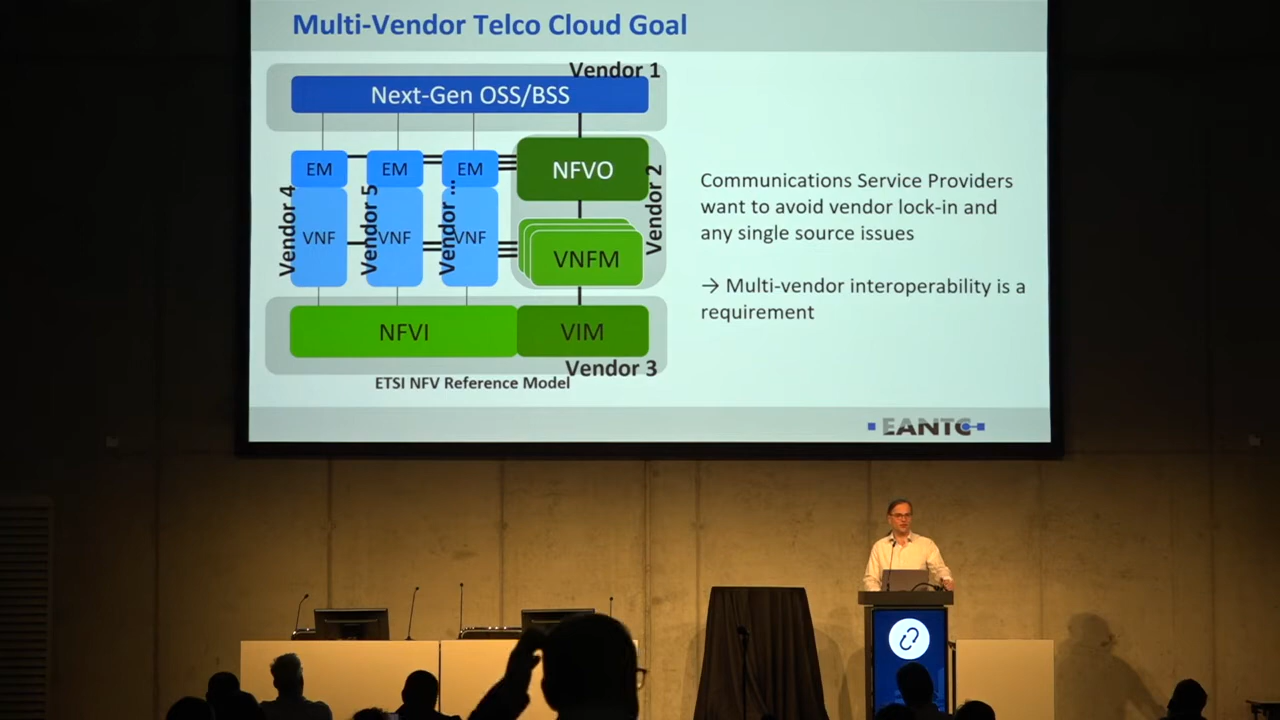 Multi-Vendor Telco Cloud Goal
Vendor 1
Next-Gen OSS/BSS
EM
EM
EM
NFVO
Vendor 4
VNF
Vendor 5
VNF
Vendor ...
VNF
Vendor 2
VNFM
NFVI
VIM
Vendor 3
ETSI NFV Reference Model
Communications Service Providers
want to avoid vendor lock-in and
any single source issues
→ Multi-vendor interoperability is a
requirement
EANTC